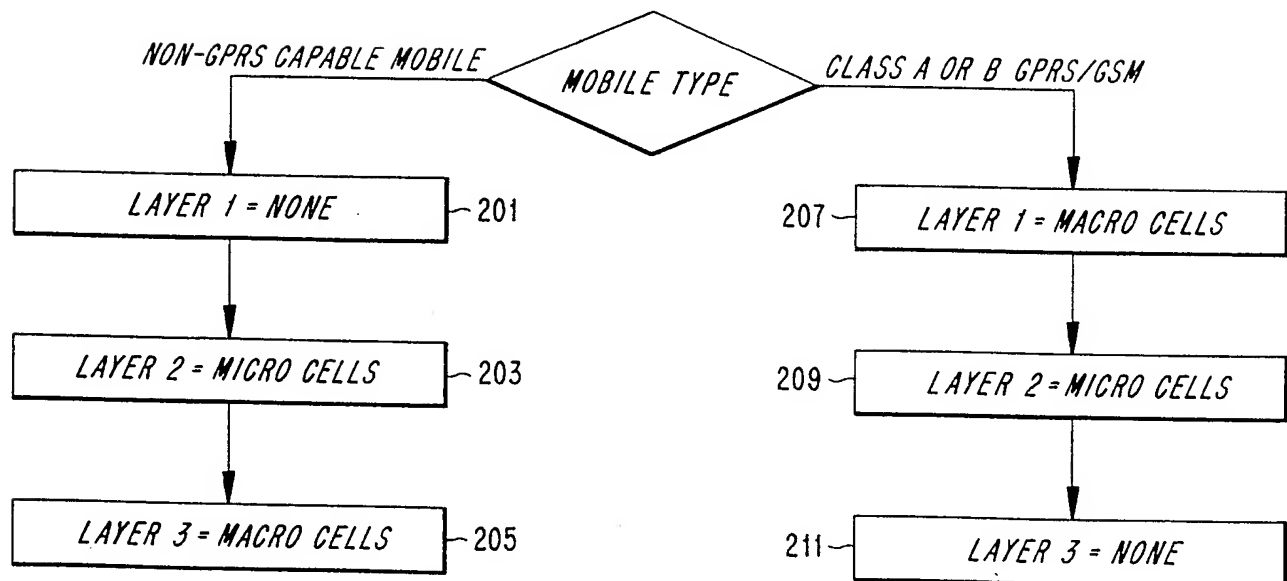 NON-GPRS CAPABLE MOBILE
MOBILE TYPE
CLASS A OR B GPRS/GSM
LAYER 1 = NONE
201
207
LAYER 1 = MACRO CELLS
LAYER 2 = MICRO CELLS
203
209
LAYER 2 = MICRO CELLS
LAYER 3 = MACRO CELLS
205
211
LAYER 3 = NONE